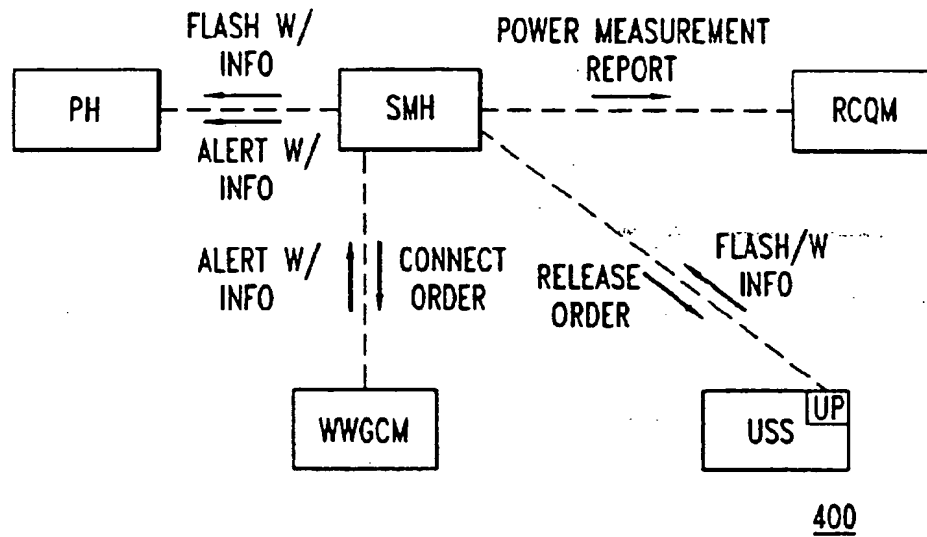 FLASH W/
INFO
POWER MEASUREMENT
REPORT
PH
SMH
RCQM
ALERT W/
INFO
ALERT W/
INFO
CONNECT
ORDER
FLASH/W
INFO
RELEASE
ORDER
WWGCM
UP
USS
400